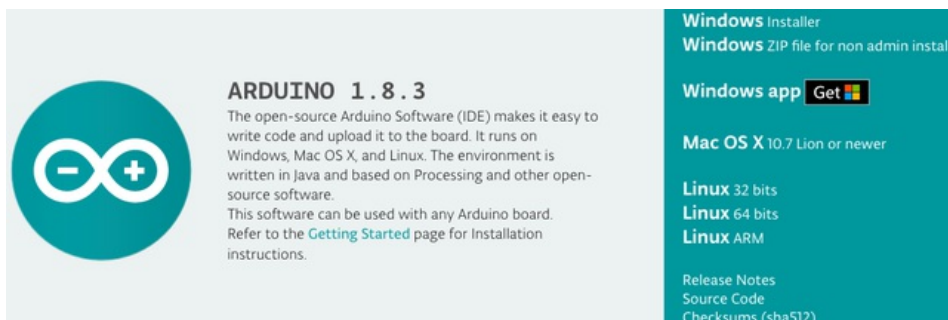 ARDUINO 1.8.3
The open-source Arduino Software (IDE) makes it easy to
write code and upload it to the board. It runs on
Windows, Mac OS X, and Linux. The environment is
written in Java and based on Processing and other open-
source software.
This software can be used with any Arduino board.
Refer to the Getting Started page for Installation
instructions.
Windows Installer
Windows ZIP file for non admin instal
Windows app Get
Mac OS X 10.7 Lion or newer
Linux 32 bits
Linux 64 bits
Linux ARM
Release Notes
Source Code
Checksums (sha512)